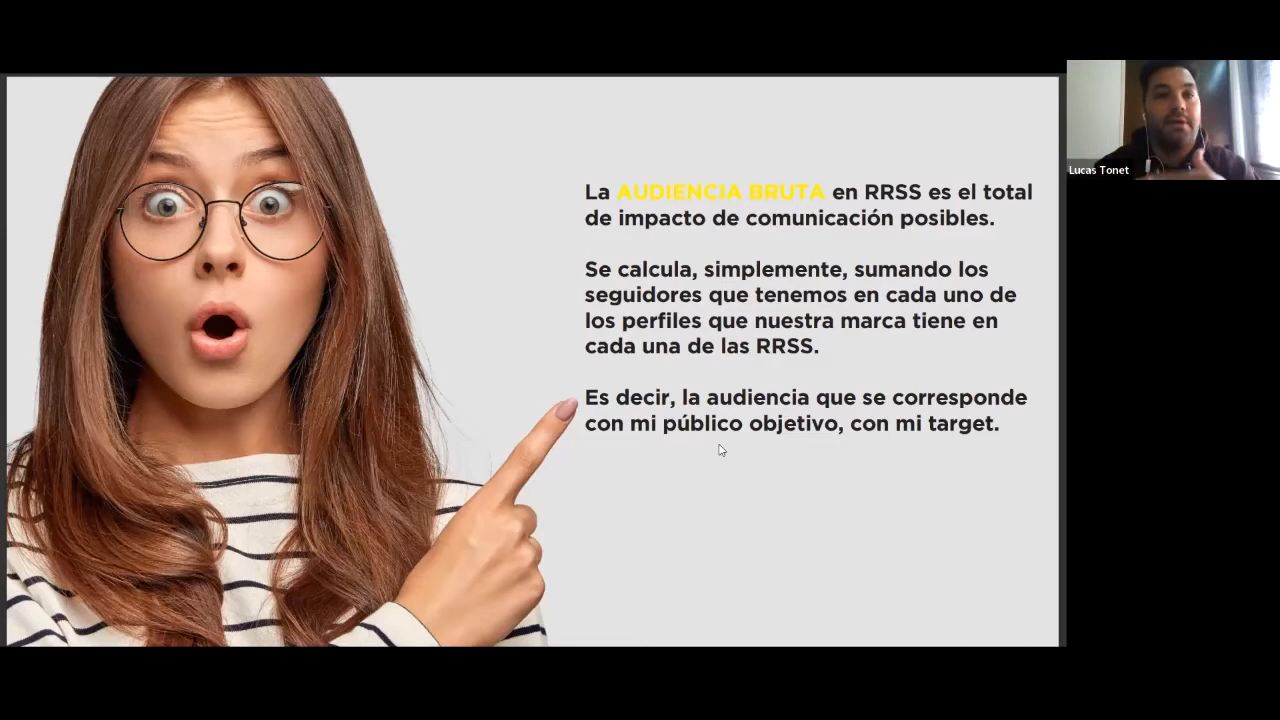 La AUDIENCIA BRUTA en RRSS es el total
de impacto de comunicación posibles.
Se calcula, simplemente, sumando los
seguidores que tenemos en cada uno de
los perfiles que nuestra marca tiene en
cada una de las RRSS.
Es decir, la audiencia que se corresponde
con mi público objetivo, con mi target.
Lucas Tonet